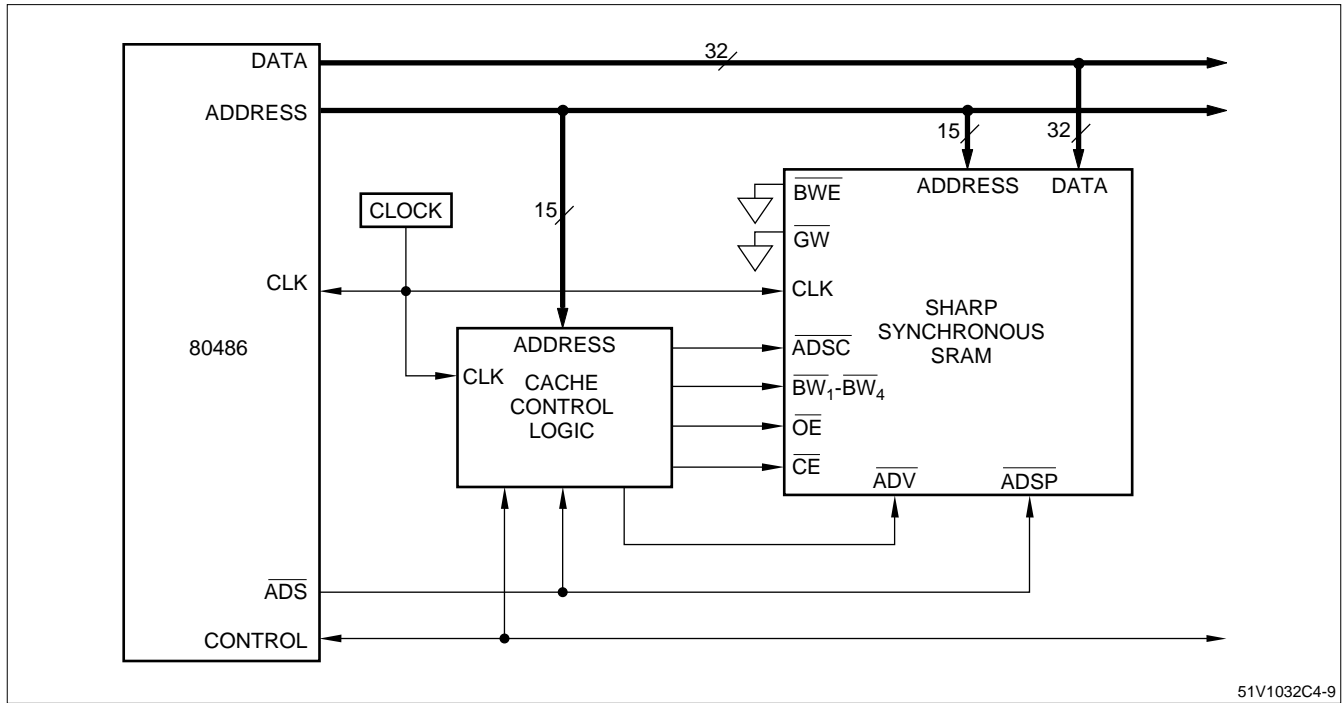 DATA
ADDRESS
32
15
32
BWE
ADDRESS DATA
CLOCK
15
GW
CLK
CLK
SHARP
SYNCHRONOUS
SRAM
80486
ADDRESS
ADSC
CLK
CACHE
CONTROL
LOGIC
BW1-BW4
OE
CE
ADV
ADSP
ADS
CONTROL
51V1032C4-9